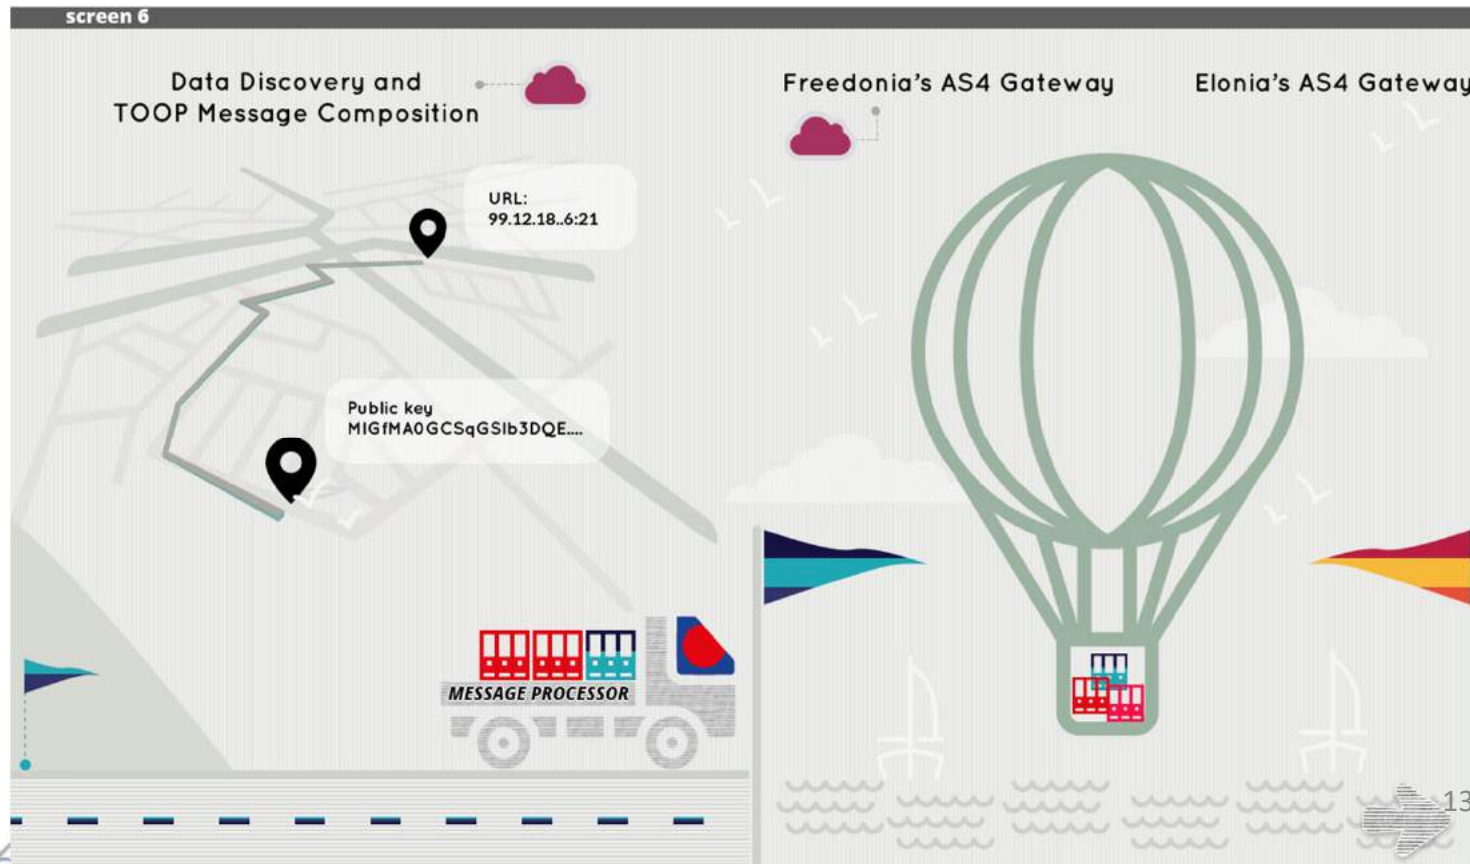 screen 6
Data Discovery and
TOOP Message Composition
URL:
99.12.18..6:21
Public key
MIGfMA0GCSqGSIb3DQE....
MESSAGE PROCESSOR
Freedonia's AS4 Gateway
Elonia's AS4 Gateway
13